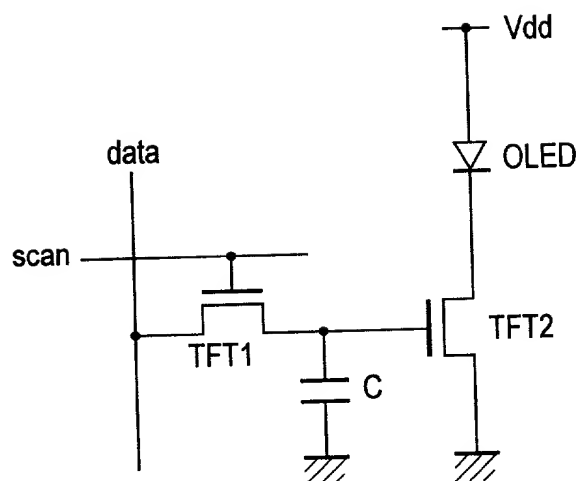 Vdd
data
OLED
scan
TFT1
TFT2
C